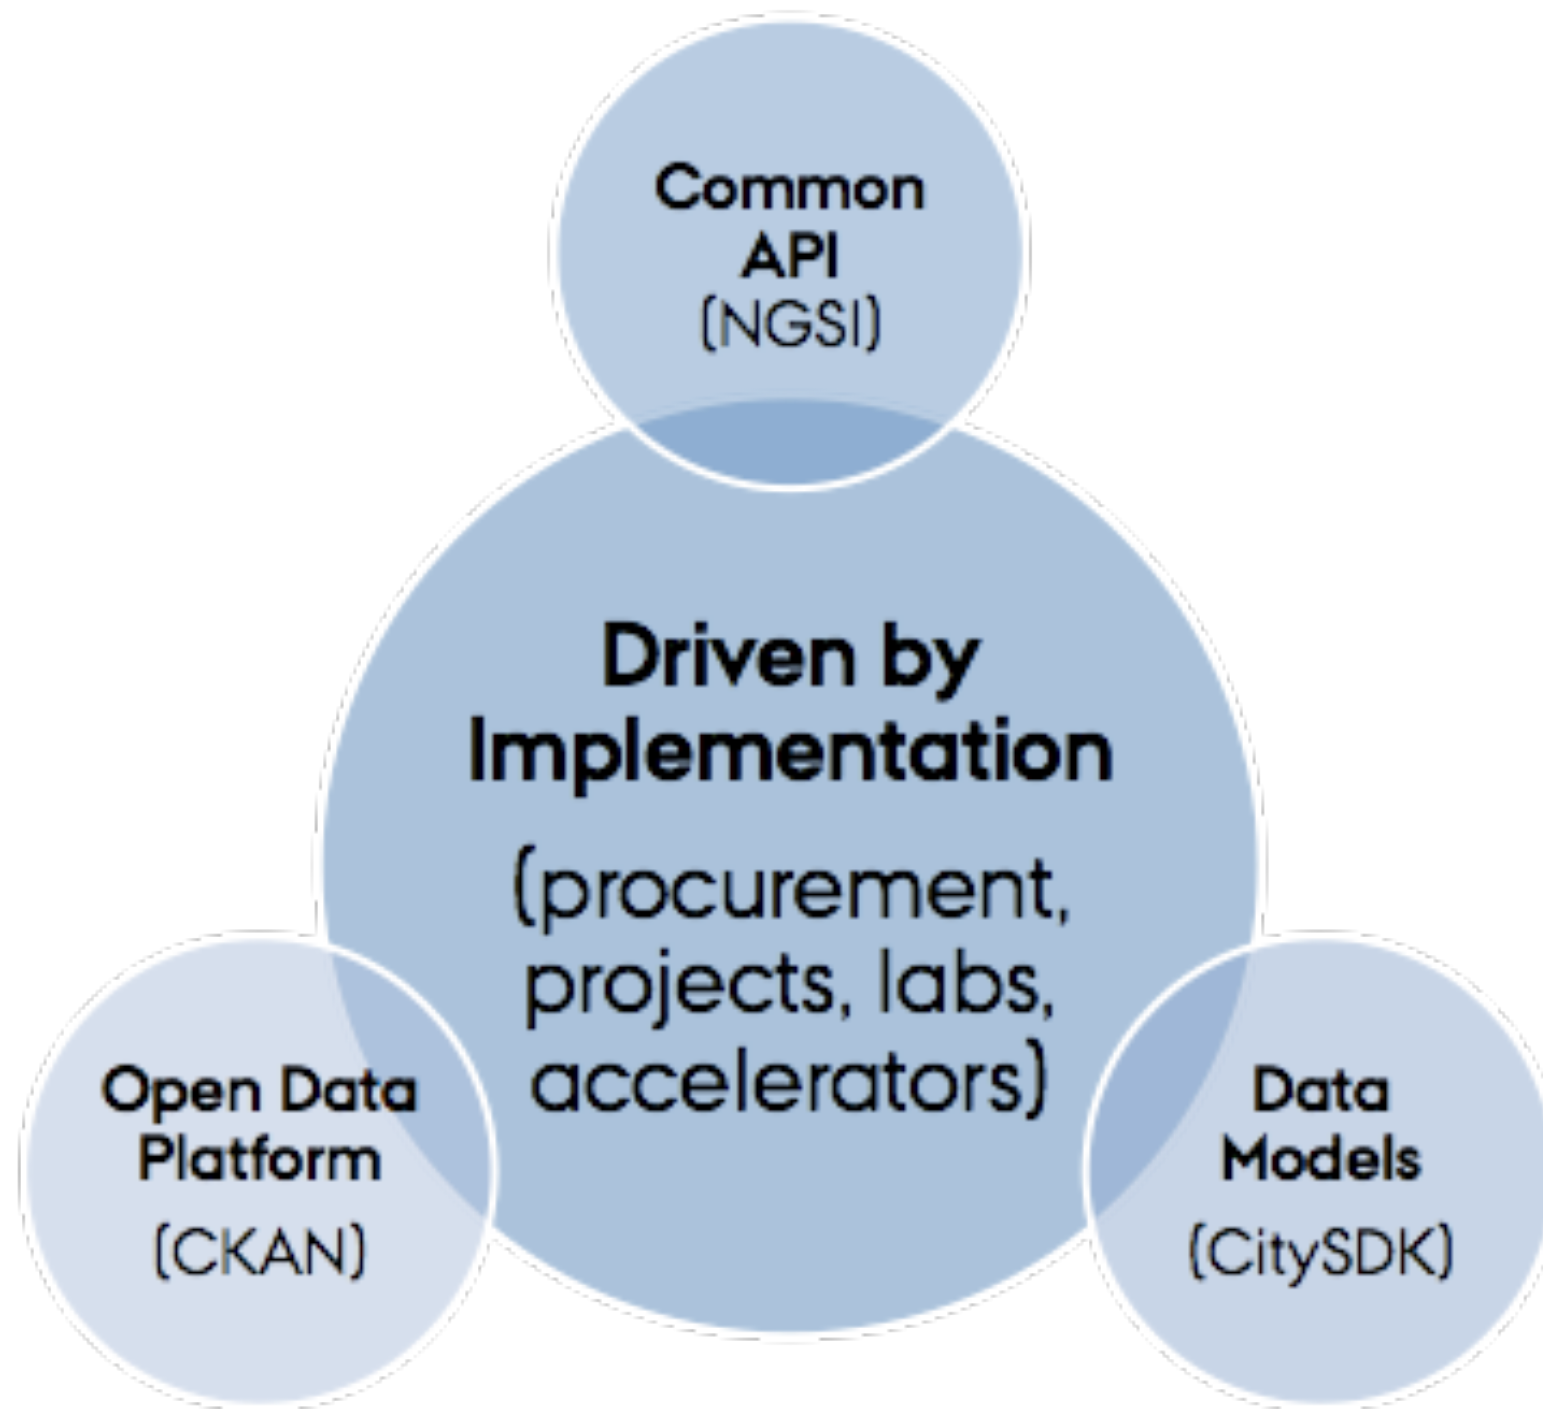 Common
API
(NGSI)
Driven by
Implementation
(procurement,
projects, labs,
accelerators)
Open Data
Platform
(CKAN)
Data
Models
(CitySDK)